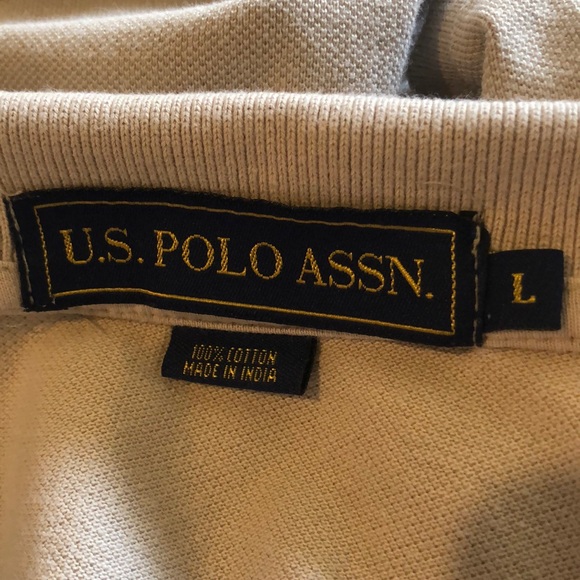 U.S. POLO ASSN.
L
100% COTTON
MADE IN INDIA